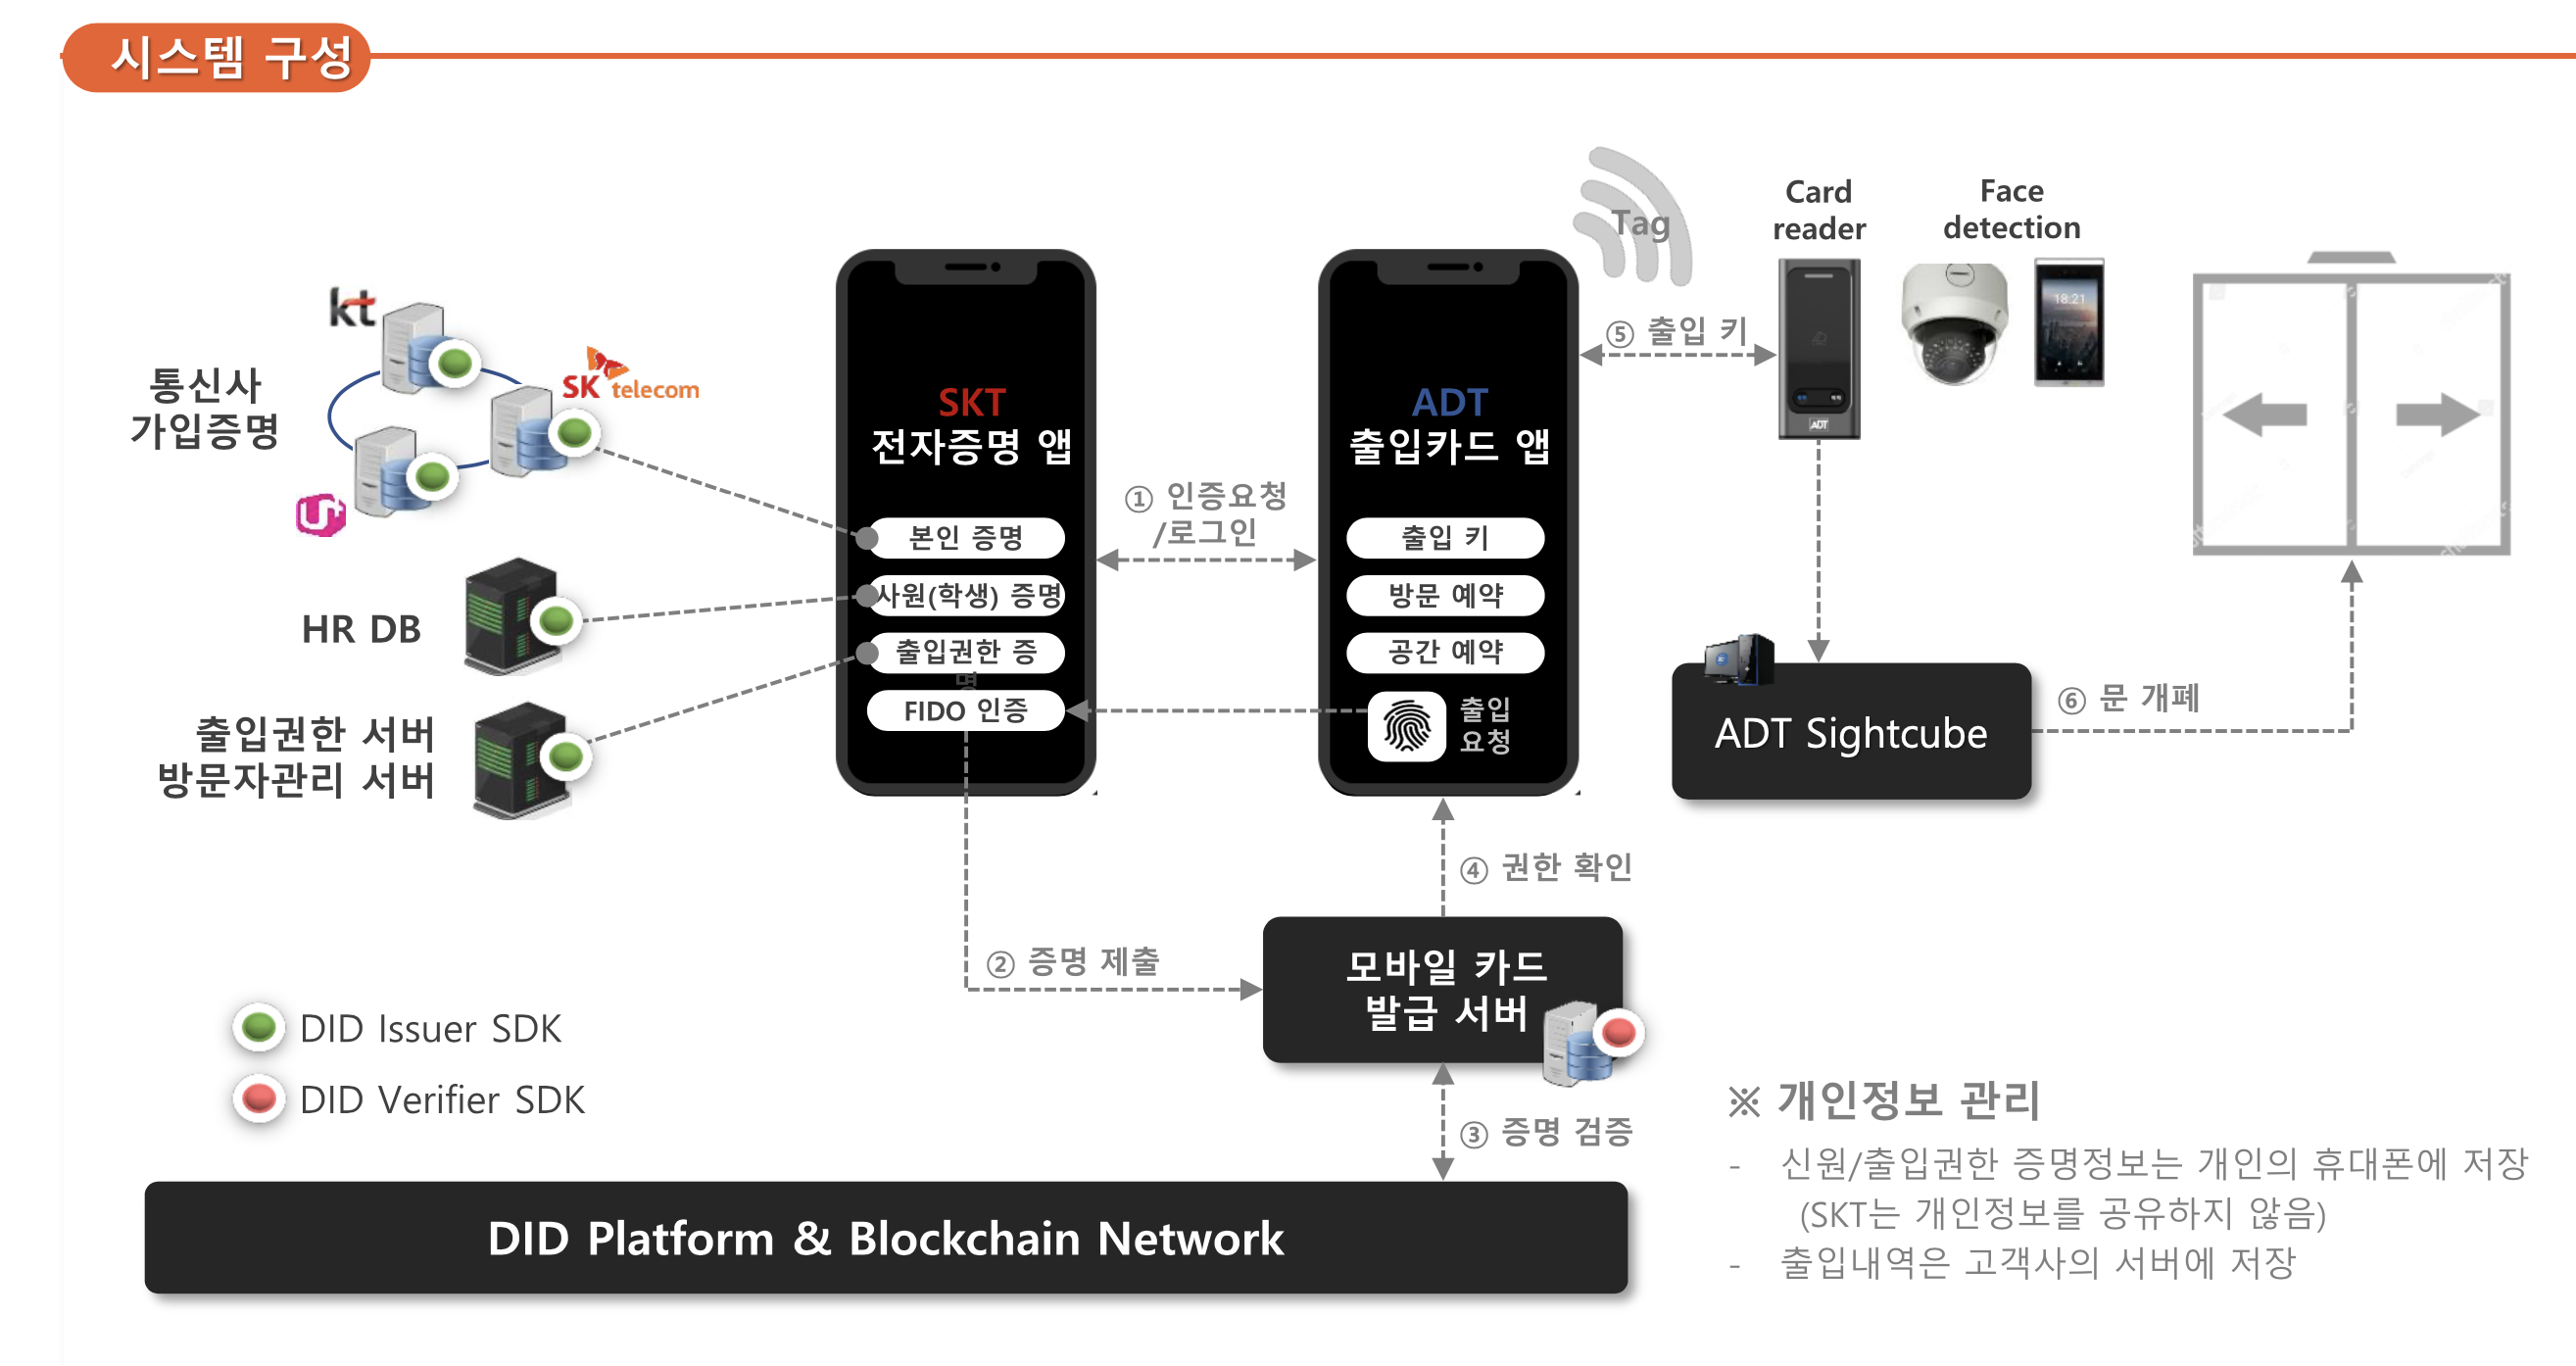 시스템 구성
Tag
Card
reader
Face
detection
kt
SK telecom
U+
통신사
가입증명
HR DB
출입권한 서버
방문자관리 서버
SKT
전자증명 앱
본인 증명
사원(학생) 증명
출입권한 증
명
FIDO 인증
① 인증요청
/로그인
ADT
출입카드 앱
출입 키
방문 예약
공간 예약
출입
요청
⑤ 출입 키
18:21
ADT
ADT Sightcube
⑥ 문 개폐
④ 권한 확인
② 증명 제출
모바일 카드
발급 서버
③ 증명 검증
DID Issuer SDK
DID Verifier SDK
DID Platform & Blockchain Network
※ 개인정보 관리
- 신원/출입권한 증명정보는 개인의 휴대폰에 저장
(SKT는 개인정보를 공유하지 않음)
- 출입내역은 고객사의 서버에 저장